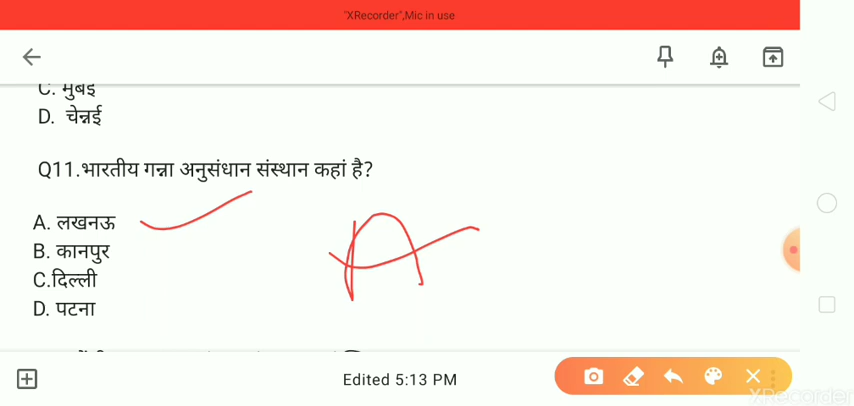 "XRecorder",Mic in use
C. मुंबई
D. चेन्नई
Q11.भारतीय गन्ना अनुसंधान संस्थान कहां है?
A. लखनऊ
B. कानपुर
C.दिल्ली
D. पटना
A
Edited 5:13 PM
XRecorder